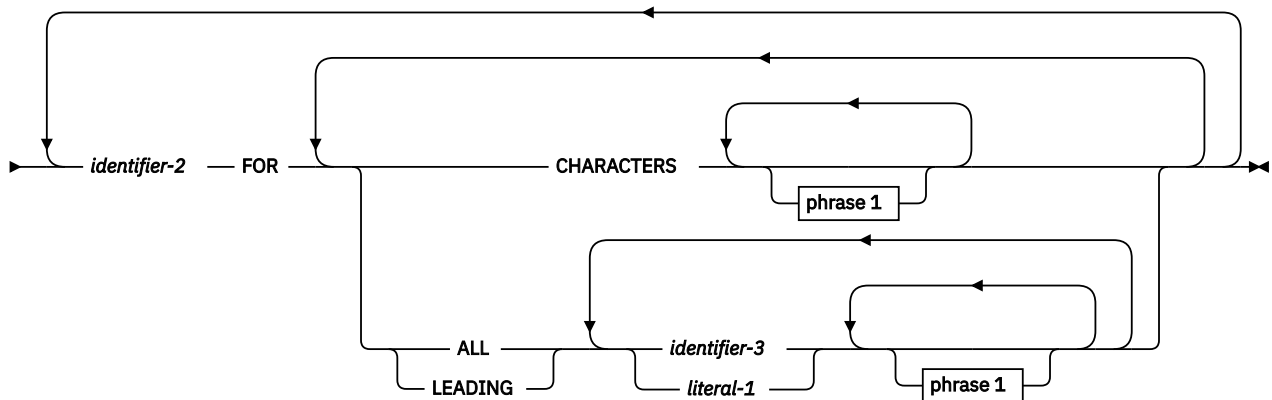 identifier-2 FOR CHARACTERS
phrase 1
ALL identifier-3
LEADING literal-1 phrase 1